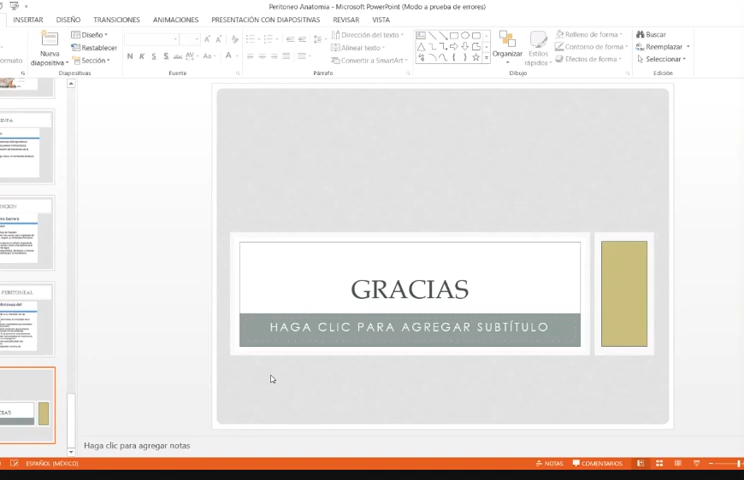 Peritoneo Anatomia - Microsoft PowerPoint (Modo a prueba de errores)
INSERTAR DISEÑO TRANSICIONES ANIMACIONES PRESENTACIÓN CON DIAPOSITIVAS REVISAR VISTA
Nueva diapositiva
Diseño
Restablecer
Sección
Diapositivas
N K S
Aa
A
Fuente
Dirección del texto
Alinear texto
Convertir a SmartArt
Párrafo
Organizar
Estilos rápidos
Relleno de forma
Contorno de forma
Efectos de forma
Dibujo
Buscar
Reemplazar
Seleccionar
Edición
PERITONEAL
GRACIAS
HAGA CLIC PARA AGREGAR SUBTÍTULO
Haga clic para agregar notas
ESPAÑOL (MÉXICO)
NOTAS
COMENTARIOS